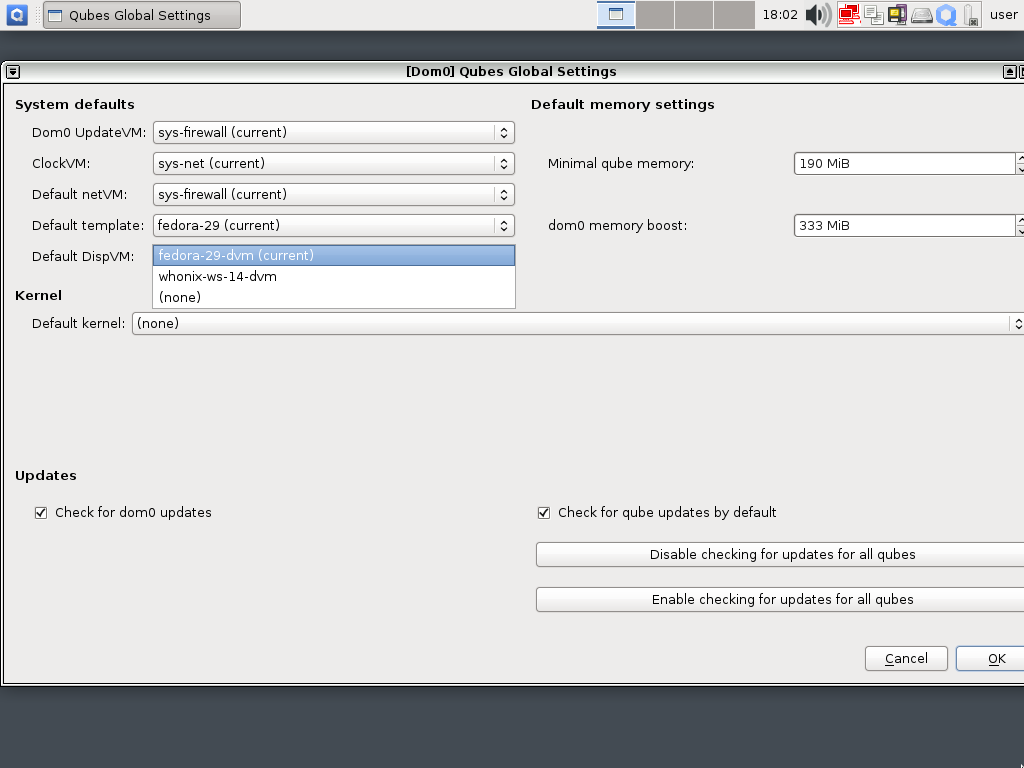 Qubes Global Settings
18:02
user
[Dom0] Qubes Global Settings
System defaults
Default memory settings
Dom0 UpdateVM: sys-firewall (current)
ClockVM: sys-net (current)
Minimal qube memory: 190 MiB
Default netVM: sys-firewall (current)
Default template: fedora-29 (current)
dom0 memory boost: 333 MiB
Default DispVM: fedora-29-dvm (current)
whonix-ws-14-dvm
(none)
Kernel
Default kernel: (none)
Updates
Check for dom0 updates
Check for qube updates by default
Disable checking for updates for all qubes
Enable checking for updates for all qubes
Cancel
OK